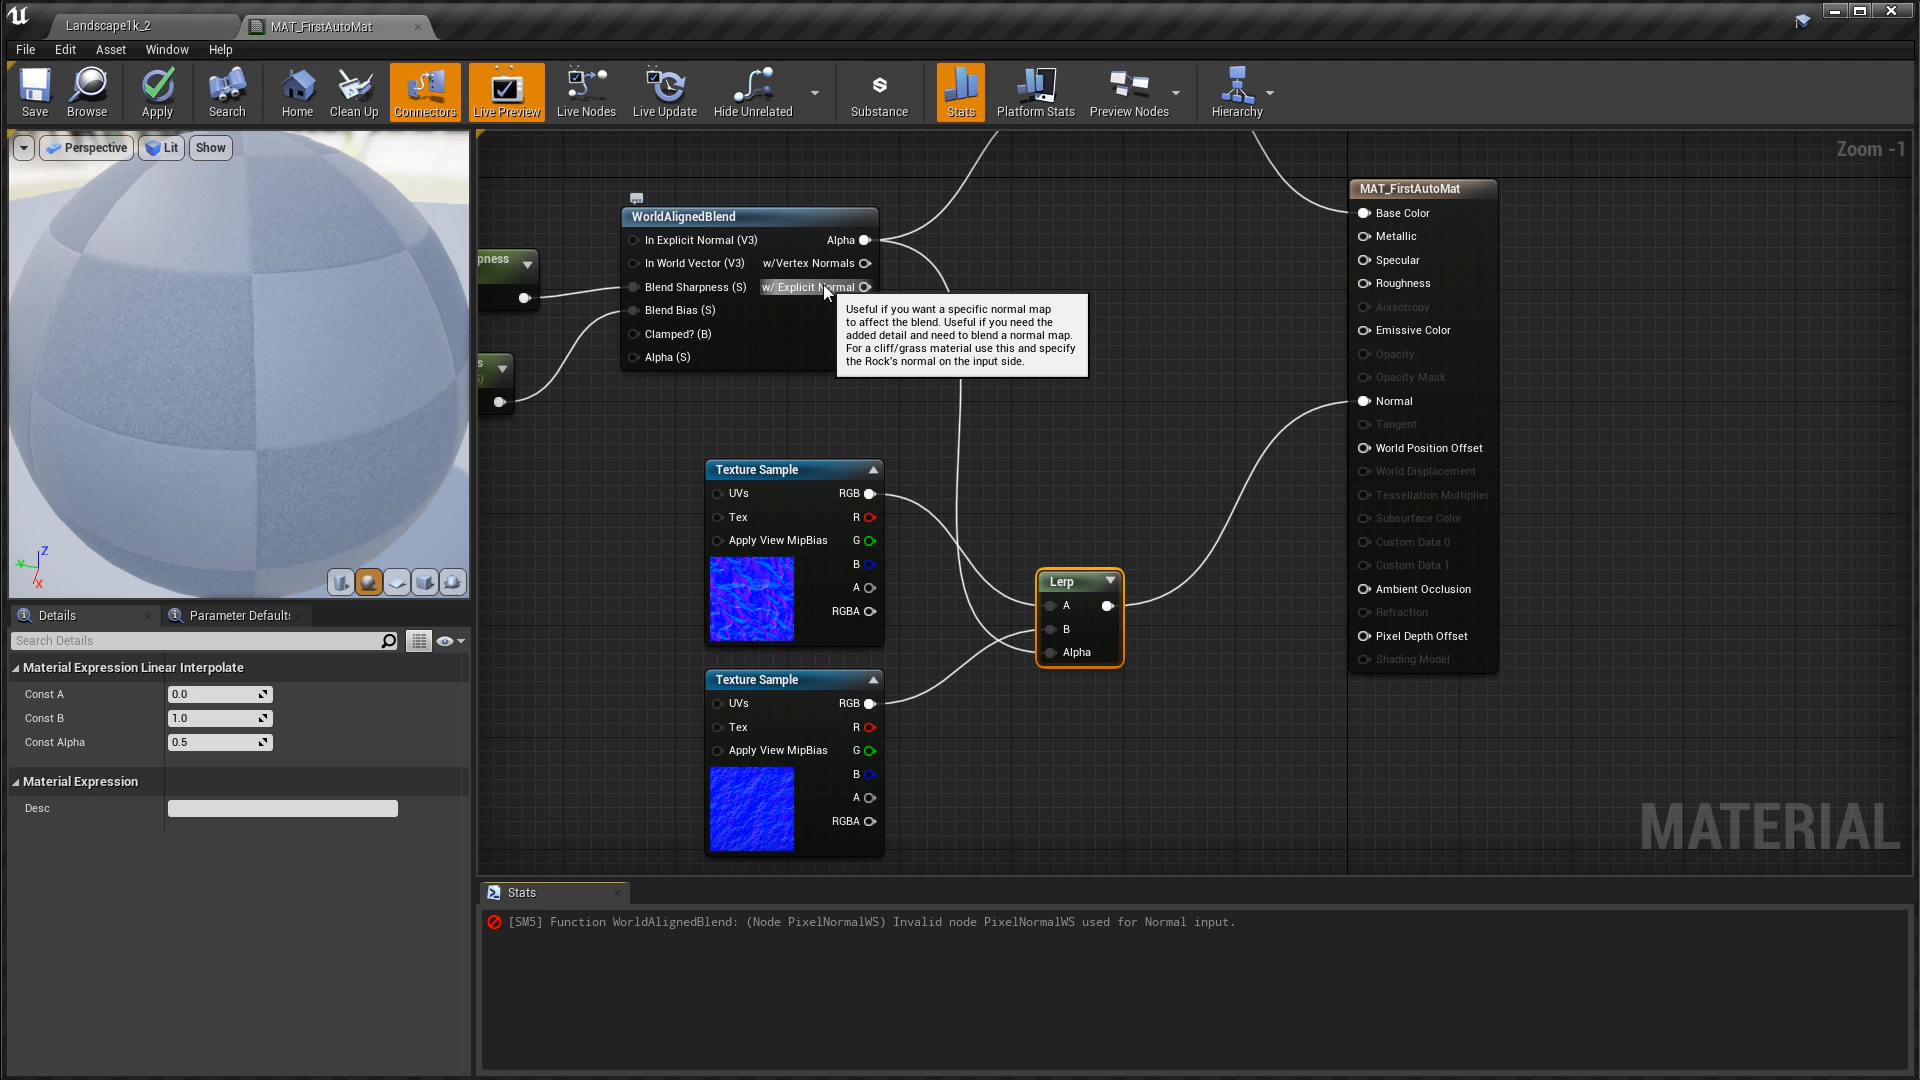 Landscape1k_2
MAT_FirstAutoMat
File Edit Asset Window Help
Save Browse Apply Search Home Clean Up Connectors Live Preview Live Nodes Live Update Hide Unrelated Substance Stats Platform Stats Preview Nodes Hierarchy
Perspective Lit Show
Zoom -1
Z
Y
X
Details
Parameter Defaults
Search Details
Material Expression Linear Interpolate
Const A 0.0
Const B 1.0
Const Alpha 0.5
Material Expression
Desc
pness
s
WorldAlignedBlend
In Explicit Normal (V3) Alpha
In World Vector (V3) w/Vertex Normals
Blend Sharpness (S) w/ Explicit Normal
Blend Bias (S)
Clamped? (B)
Alpha (S)
Useful if you want a specific normal map
to affect the blend. Useful if you need the
added detail and need to blend a normal map.
For a cliff/grass material use this and specify
the Rock's normal on the input side.
Texture Sample
UVs RGB
Tex R
Apply View MipBias G
B
A
RGBA
Texture Sample
UVs RGB
Tex R
Apply View MipBias G
B
A
RGBA
Lerp
A
B
Alpha
MAT_FirstAutoMat
Base Color
Metallic
Specular
Roughness
Anisotropy
Emissive Color
Opacity
Opacity Mask
Normal
Tangent
World Position Offset
World Displacement
Tessellation Multiplier
Subsurface Color
Custom Data 0
Custom Data 1
Ambient Occlusion
Refraction
Pixel Depth Offset
Shading Model
MATERIAL
Stats
[SM5] Function WorldAlignedBlend: (Node PixelNormalWS) Invalid node PixelNormalWS used for Normal input.